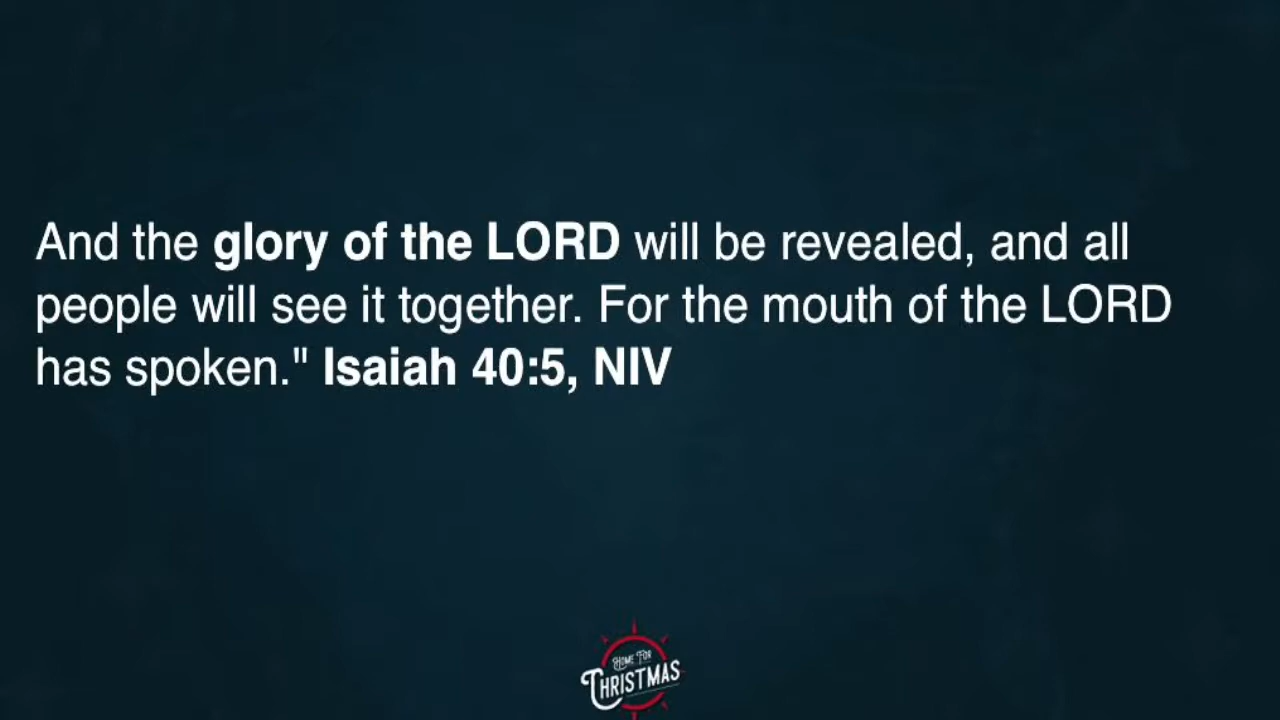 And the glory of the LORD will be revealed, and all
people will see it together. For the mouth of the LORD
has spoken." Isaiah 40:5, NIV
HOME FOR
CHRISTMAS